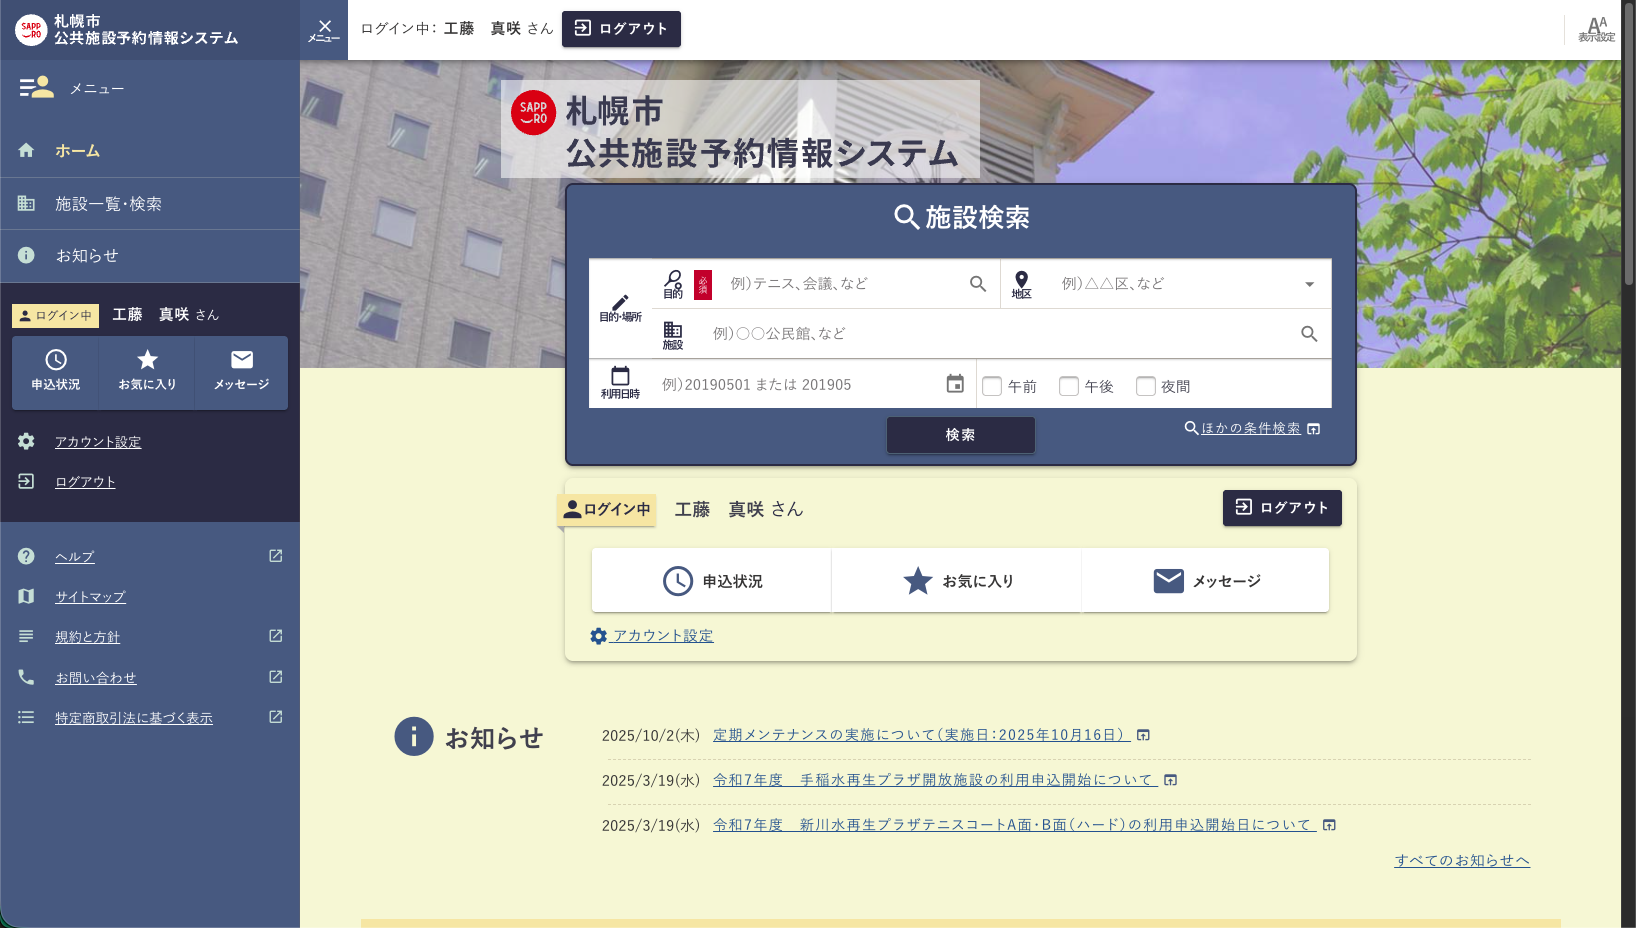 SAPP
RO
札幌市
公共施設予約情報システム
メニュー
ログイン中： 工藤　真咲 さん
ログアウト
AA
表示設定
メニュー
ホーム
施設一覧・検索
お知らせ
ログイン中
工藤　真咲 さん
申込状況
お気に入り
メッセージ
アカウント設定
ログアウト
ヘルプ
サイトマップ
規約と方針
お問い合わせ
特定商取引法に基づく表示
SAPP
RO
札幌市
公共施設予約情報システム
施設検索
目的・場所
目的
必須
例）テニス、会議、など
地区
例）△△区、など
施設
例）○○公民館、など
利用日時
例）20190501 または 201905
午前
午後
夜間
検索
ほかの条件検索
ログイン中
工藤　真咲 さん
ログアウト
申込状況
お気に入り
メッセージ
アカウント設定
お知らせ
2025/10/2(木) 定期メンテナンスの実施について（実施日：2025年10月16日）
2025/3/19(水) 令和7年度　手稲水再生プラザ開放施設の利用申込開始について
2025/3/19(水) 令和7年度　新川水再生プラザテニスコートA面・B面（ハード）の利用申込開始日について
すべてのお知らせへ